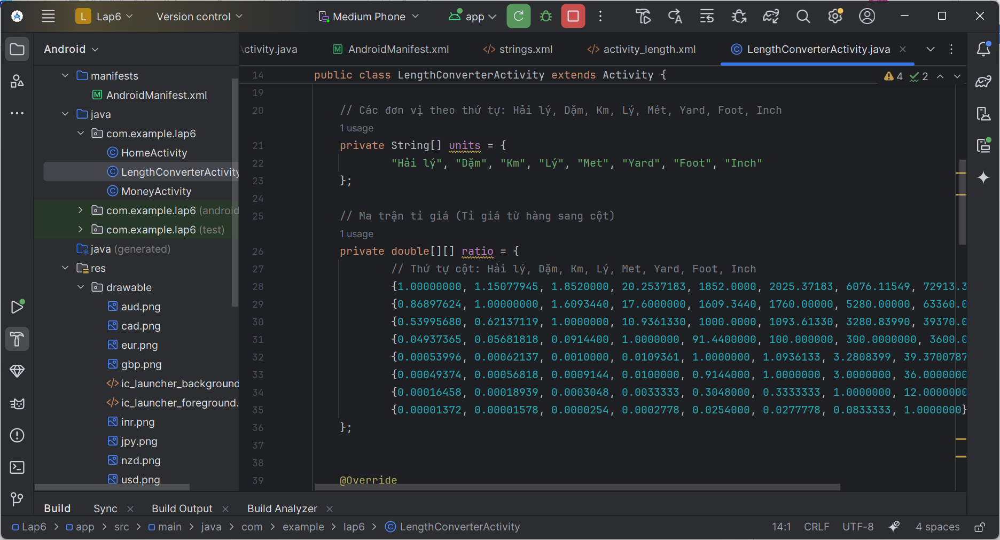 L Lap6 Version control Medium Phone app
Android
ctivity.java AndroidManifest.xml strings.xml activity_length.xml LengthConverterActivity.java
manifests
AndroidManifest.xml
java
com.example.lap6
HomeActivity
LengthConverterActivity
MoneyActivity
com.example.lap6 (android
com.example.lap6 (test)
java (generated)
res
drawable
aud.png
cad.png
eur.png
gbp.png
ic_launcher_background
ic_launcher_foreground.
inr.png
jpy.png
nzd.png
usd.png
14 public class LengthConverterActivity extends Activity {
4 2
19
20 // Các đơn vị theo thứ tự: Hải lý, Dặm, Km, Lý, Mét, Yard, Foot, Inch
1 usage
21 private String[] units = {
22 "Hải lý", "Dặm", "Km", "Lý", "Met", "Yard", "Foot", "Inch"
23 };
24
25 // Ma trận tỉ giá (Tỉ giá từ hàng sang cột)
1 usage
26 private double[][] ratio = {
27 // Thứ tự cột: Hải lý, Dặm, Km, Lý, Met, Yard, Foot, Inch
28 {1.00000000, 1.15077945, 1.8520000, 20.2537183, 1852.0000, 2025.37183, 6076.11549, 72913.3
29 {0.86897624, 1.00000000, 1.6093440, 17.6000000, 1609.3440, 1760.00000, 5280.00000, 63360.0
30 {0.53995680, 0.62137119, 1.0000000, 10.9361330, 1000.0000, 1093.61330, 3280.83990, 39370.0
31 {0.04937365, 0.05681818, 0.0914400, 1.0000000, 91.4400000, 100.000000, 300.0000000, 3600.0
32 {0.00053996, 0.00062137, 0.0010000, 0.0109361, 1.0000000, 1.0936133, 3.2808399, 39.3700787
33 {0.00049374, 0.00056818, 0.0009144, 0.0100000, 0.9144000, 1.0000000, 3.0000000, 36.0000000
34 {0.00016458, 0.00018939, 0.0003048, 0.0033333, 0.3048000, 0.3333333, 1.0000000, 12.0000000
35 {0.00001372, 0.00001578, 0.0000254, 0.0002778, 0.0254000, 0.0277778, 0.0833333, 1.0000000}
36 };
37
38
39 @Override
Build Sync Build Output Build Analyzer
Lap6 > app > src > main > java > com > example > lap6 > LengthConverterActivity
14:1 CRLF UTF-8 4 spaces